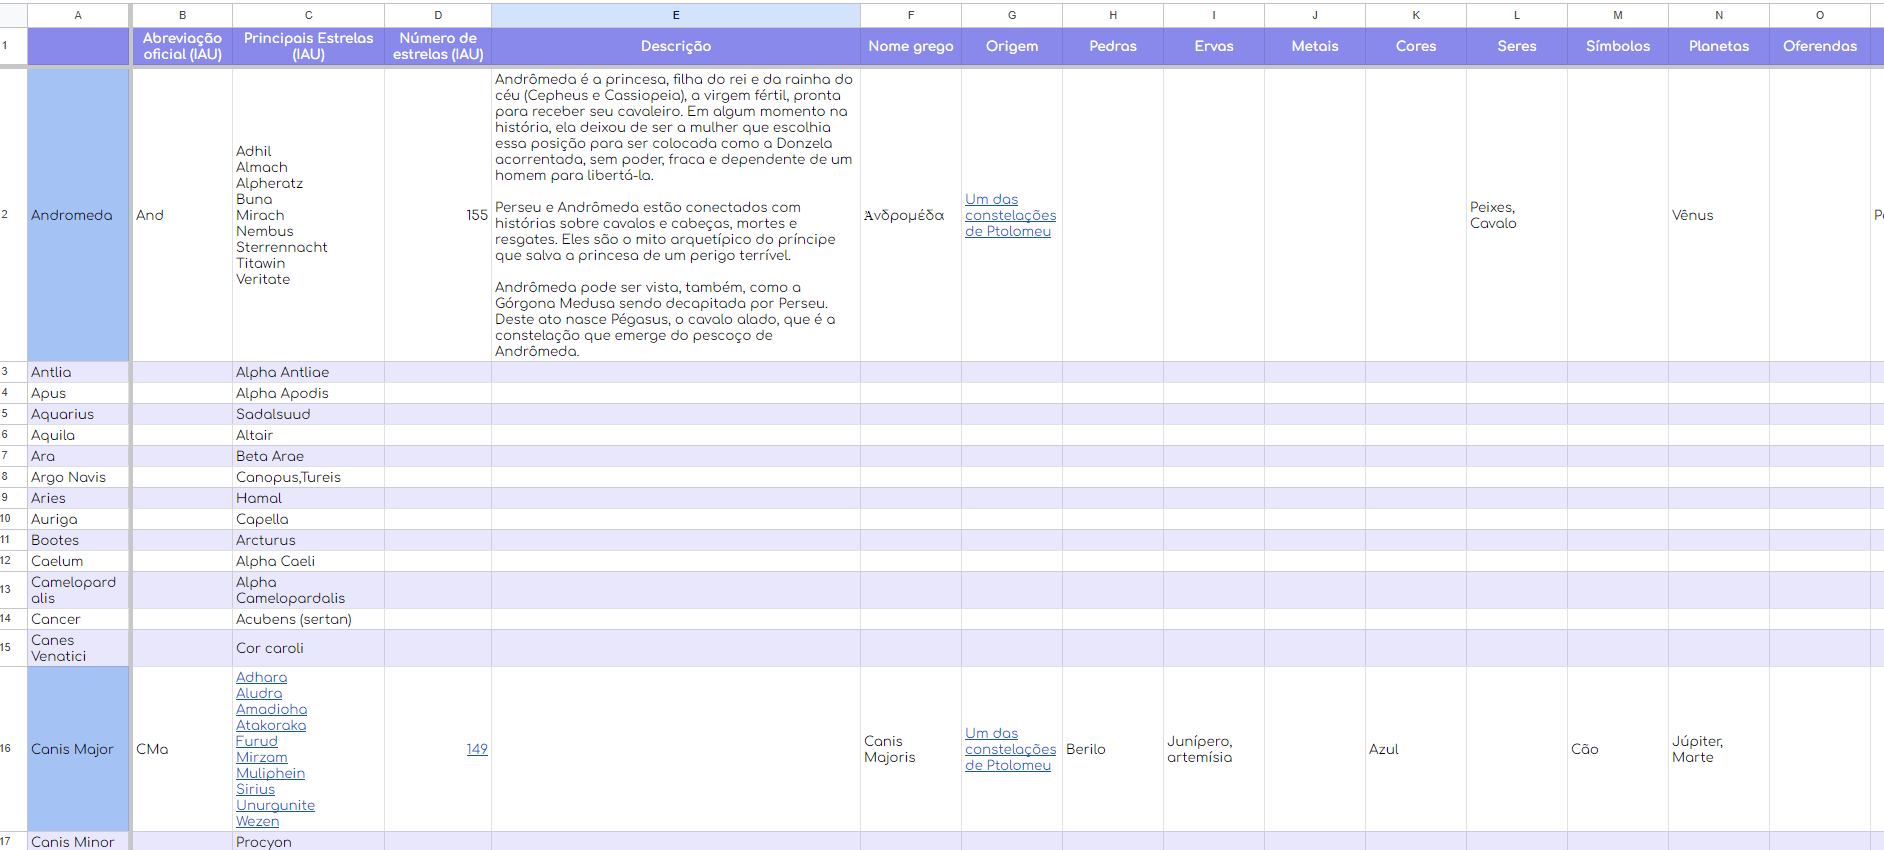 A B C D E F G H I J K L M N O
1 Abreviação oficial (IAU) Principais Estrelas (IAU) Número de estrelas (IAU) Descrição Nome grego Origem Pedras Ervas Metais Cores Seres Símbolos Planetas Oferendas
2
Andromeda
And
Adhil
Almach
Alpheratz
Buna
Mirach
Nembus
Sterrennacht
Titawin
Veritate
155
Andrômeda é a princesa, filha do rei e da rainha do
céu (Cepheus e Cassiopeia), a virgem fértil, pronta
para receber seu cavaleiro. Em algum momento na
história, ela deixou de ser a mulher que escolhia
essa posição para ser colocada como a Donzela
acorrentada, sem poder, fraca e dependente de um
homem para libertá-la.
Perseu e Andrômeda estão conectados com
histórias sobre cavalos e cabeças, mortes e
resgates. Eles são o mito arquetípico do príncipe
que salva a princesa de um perigo terrível.
Andrômeda pode ser vista, também, como a
Górgona Medusa sendo decapitada por Perseu.
Deste ato nasce Pégasus, o cavalo alado, que é a
constelação que emerge do pescoço de
Andrômeda.
Ἀνδρομέδα
Um das
constelações
de Ptolomeu
Peixes,
Cavalo
Vênus
3 Antlia Alpha Antliae
4 Apus Alpha Apodis
5 Aquarius Sadalsuud
6 Aquila Altair
7 Ara Beta Arae
8 Argo Navis Canopus,Tureis
9 Aries Hamal
10 Auriga Capella
11 Bootes Arcturus
12 Caelum Alpha Caeli
13
Camelopard
alis
Alpha
Camelopardalis
14 Cancer Acubens (sertan)
15
Canes
Venatici
Cor caroli
16
Canis Major
CMa
Adhara
Aludra
Amadioha
Atakoraka
Furud
Mirzam
Muliphein
Sirius
Unurgunite
Wezen
149
Canis
Majoris
Um das
constelações
de Ptolomeu
Berilo
Junípero,
artemísia
Azul
Cão
Júpiter,
Marte
17 Canis Minor Procyon